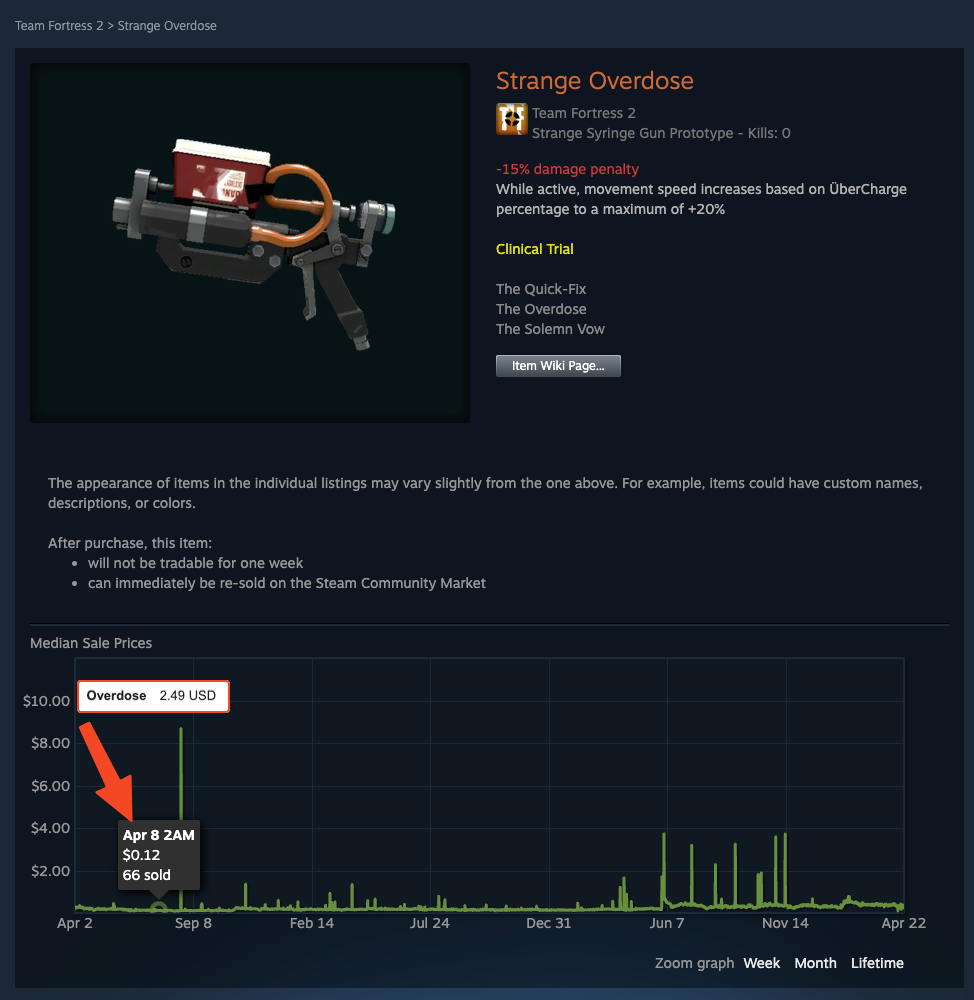 Team Fortress 2 > Strange Overdose
Strange Overdose
Team Fortress 2
Strange Syringe Gun Prototype - Kills: 0
-15% damage penalty
While active, movement speed increases based on ÜberCharge
percentage to a maximum of +20%
Clinical Trial
The Quick-Fix
The Overdose
The Solemn Vow
Item Wiki Page...
The appearance of items in the individual listings may vary slightly from the one above. For example, items could have custom names,
descriptions, or colors.
After purchase, this item:
• will not be tradable for one week
• can immediately be re-sold on the Steam Community Market
Median Sale Prices
$10.00
Overdose 2.49 USD
$8.00
$6.00
$4.00
Apr 8 2AM
$0.12
66 sold
$2.00
Apr 2 Sep 8 Feb 14 Jul 24 Dec 31 Jun 7 Nov 14 Apr 22
Zoom graph Week Month Lifetime